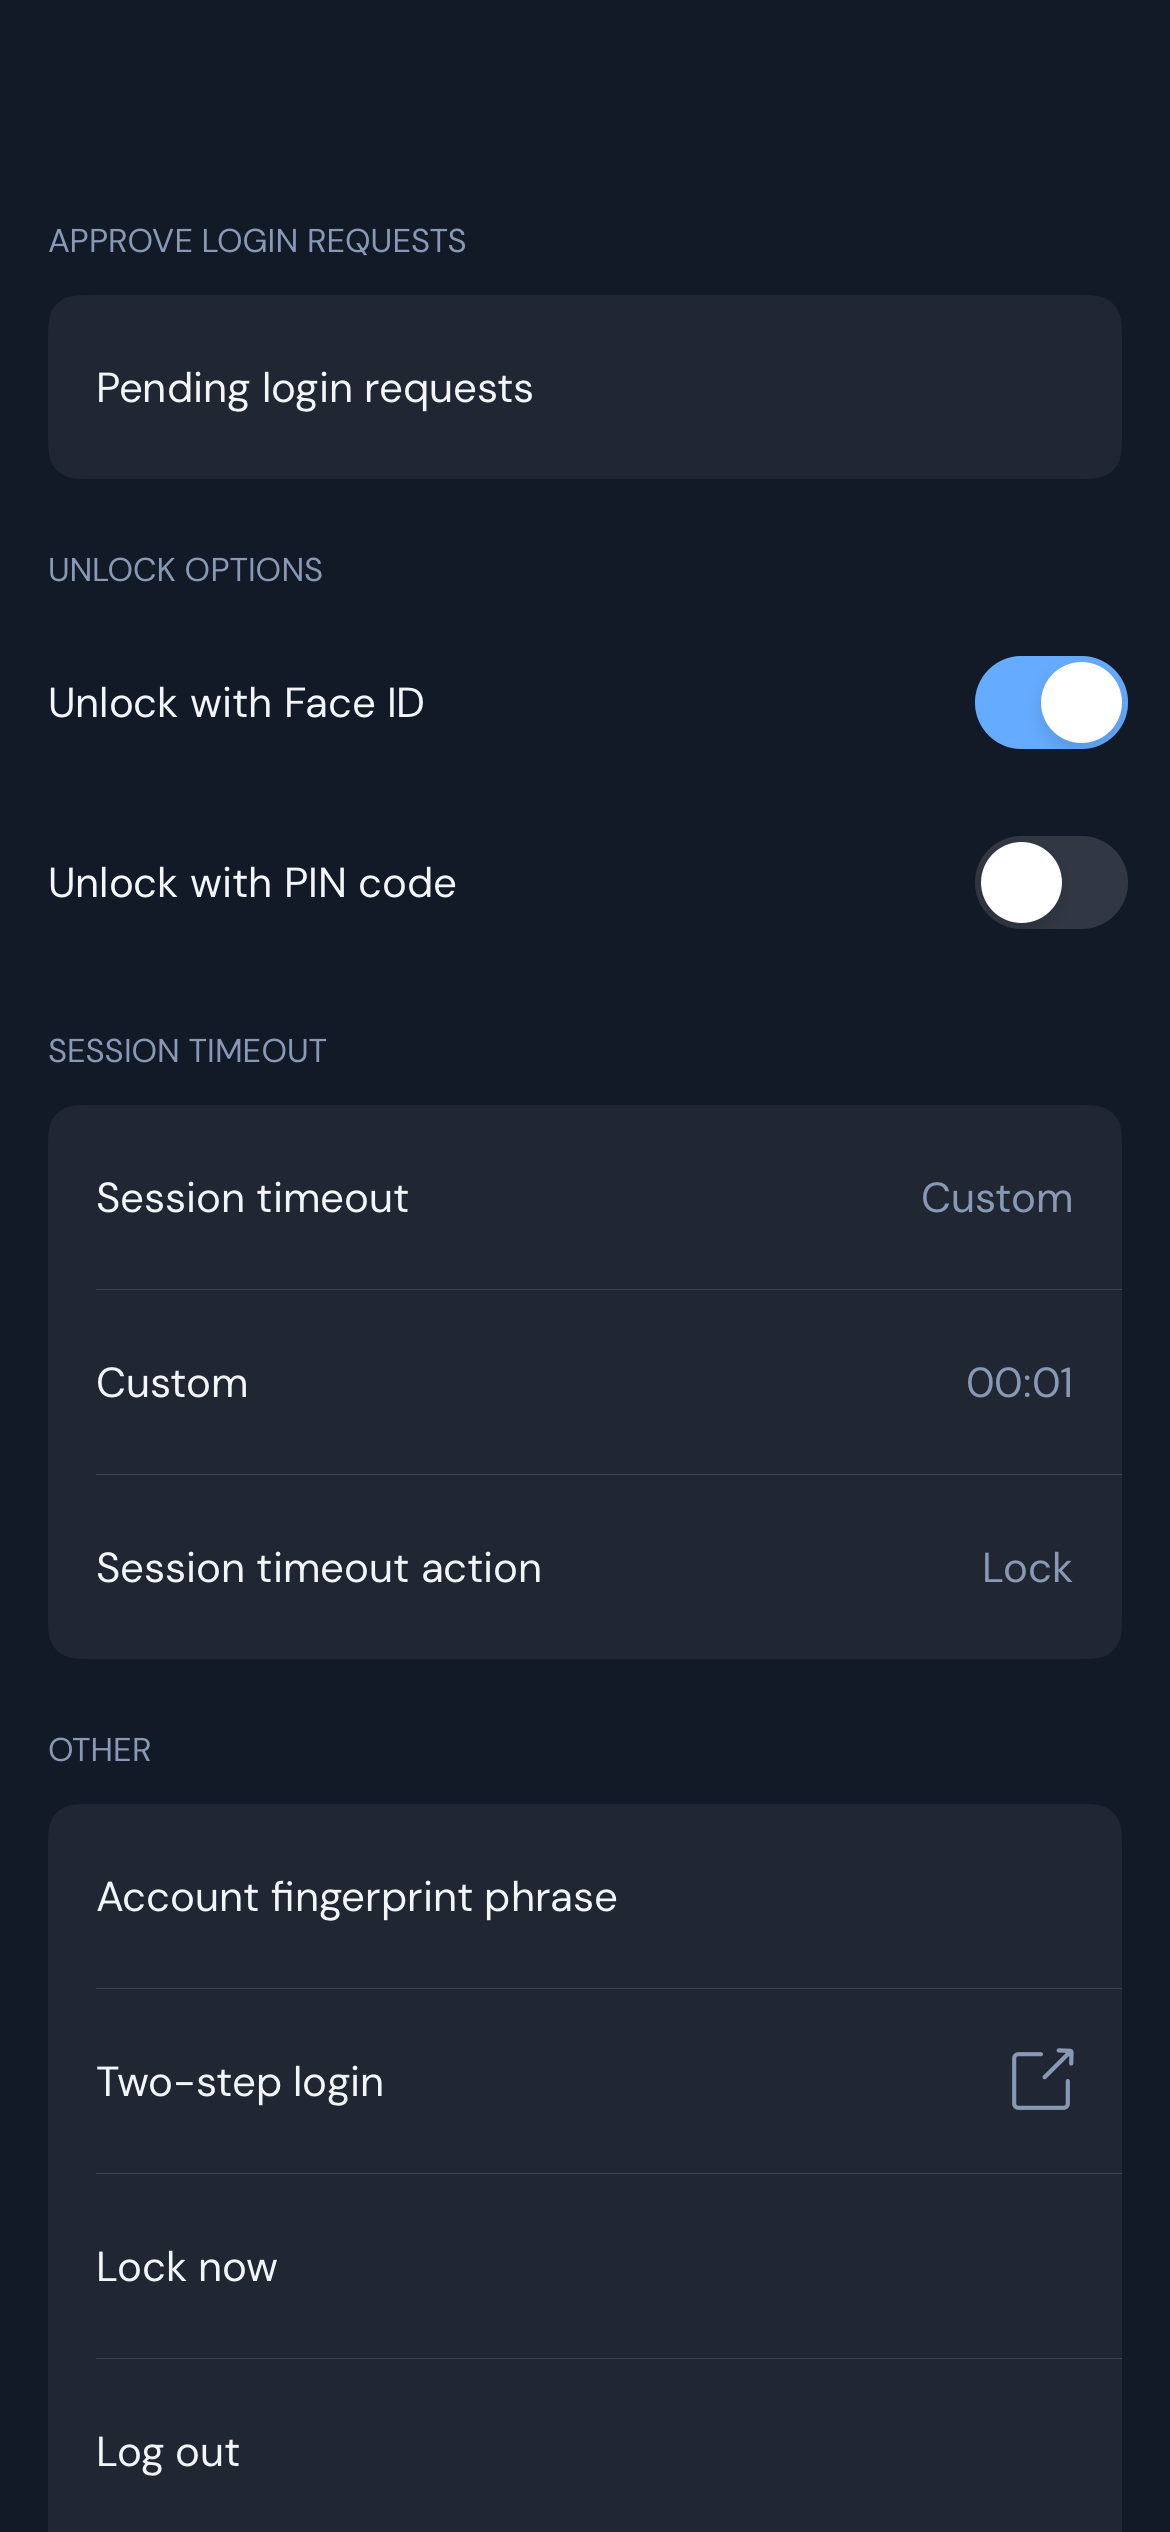 APPROVE LOGIN REQUESTS
Pending login requests
UNLOCK OPTIONS
Unlock with Face ID
Unlock with PIN code
SESSION TIMEOUT
Session timeout Custom
Custom 00:01
Session timeout action Lock
OTHER
Account fingerprint phrase
Two-step login
Lock now
Log out